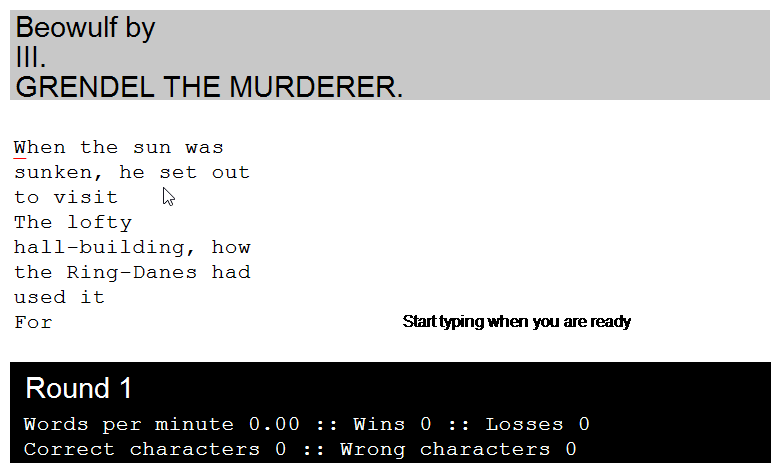 Beowulf by
III.
GRENDEL THE MURDERER.
When the sun was
sunken, he set out
to visit
The lofty
hall-building, how
the Ring-Danes had
used it
For
Start typing when you are ready
Round 1
Words per minute 0.00 :: Wins 0 :: Losses 0
Correct characters 0 :: Wrong characters 0